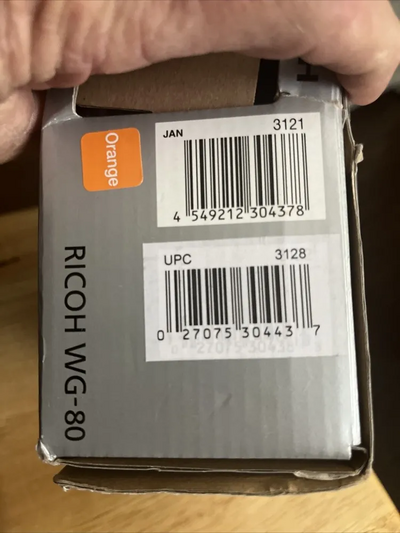 Orange
JAN 3121
4 549212 304378
UPC 3128
0 27075 30443 7
RICOH WG-80
H